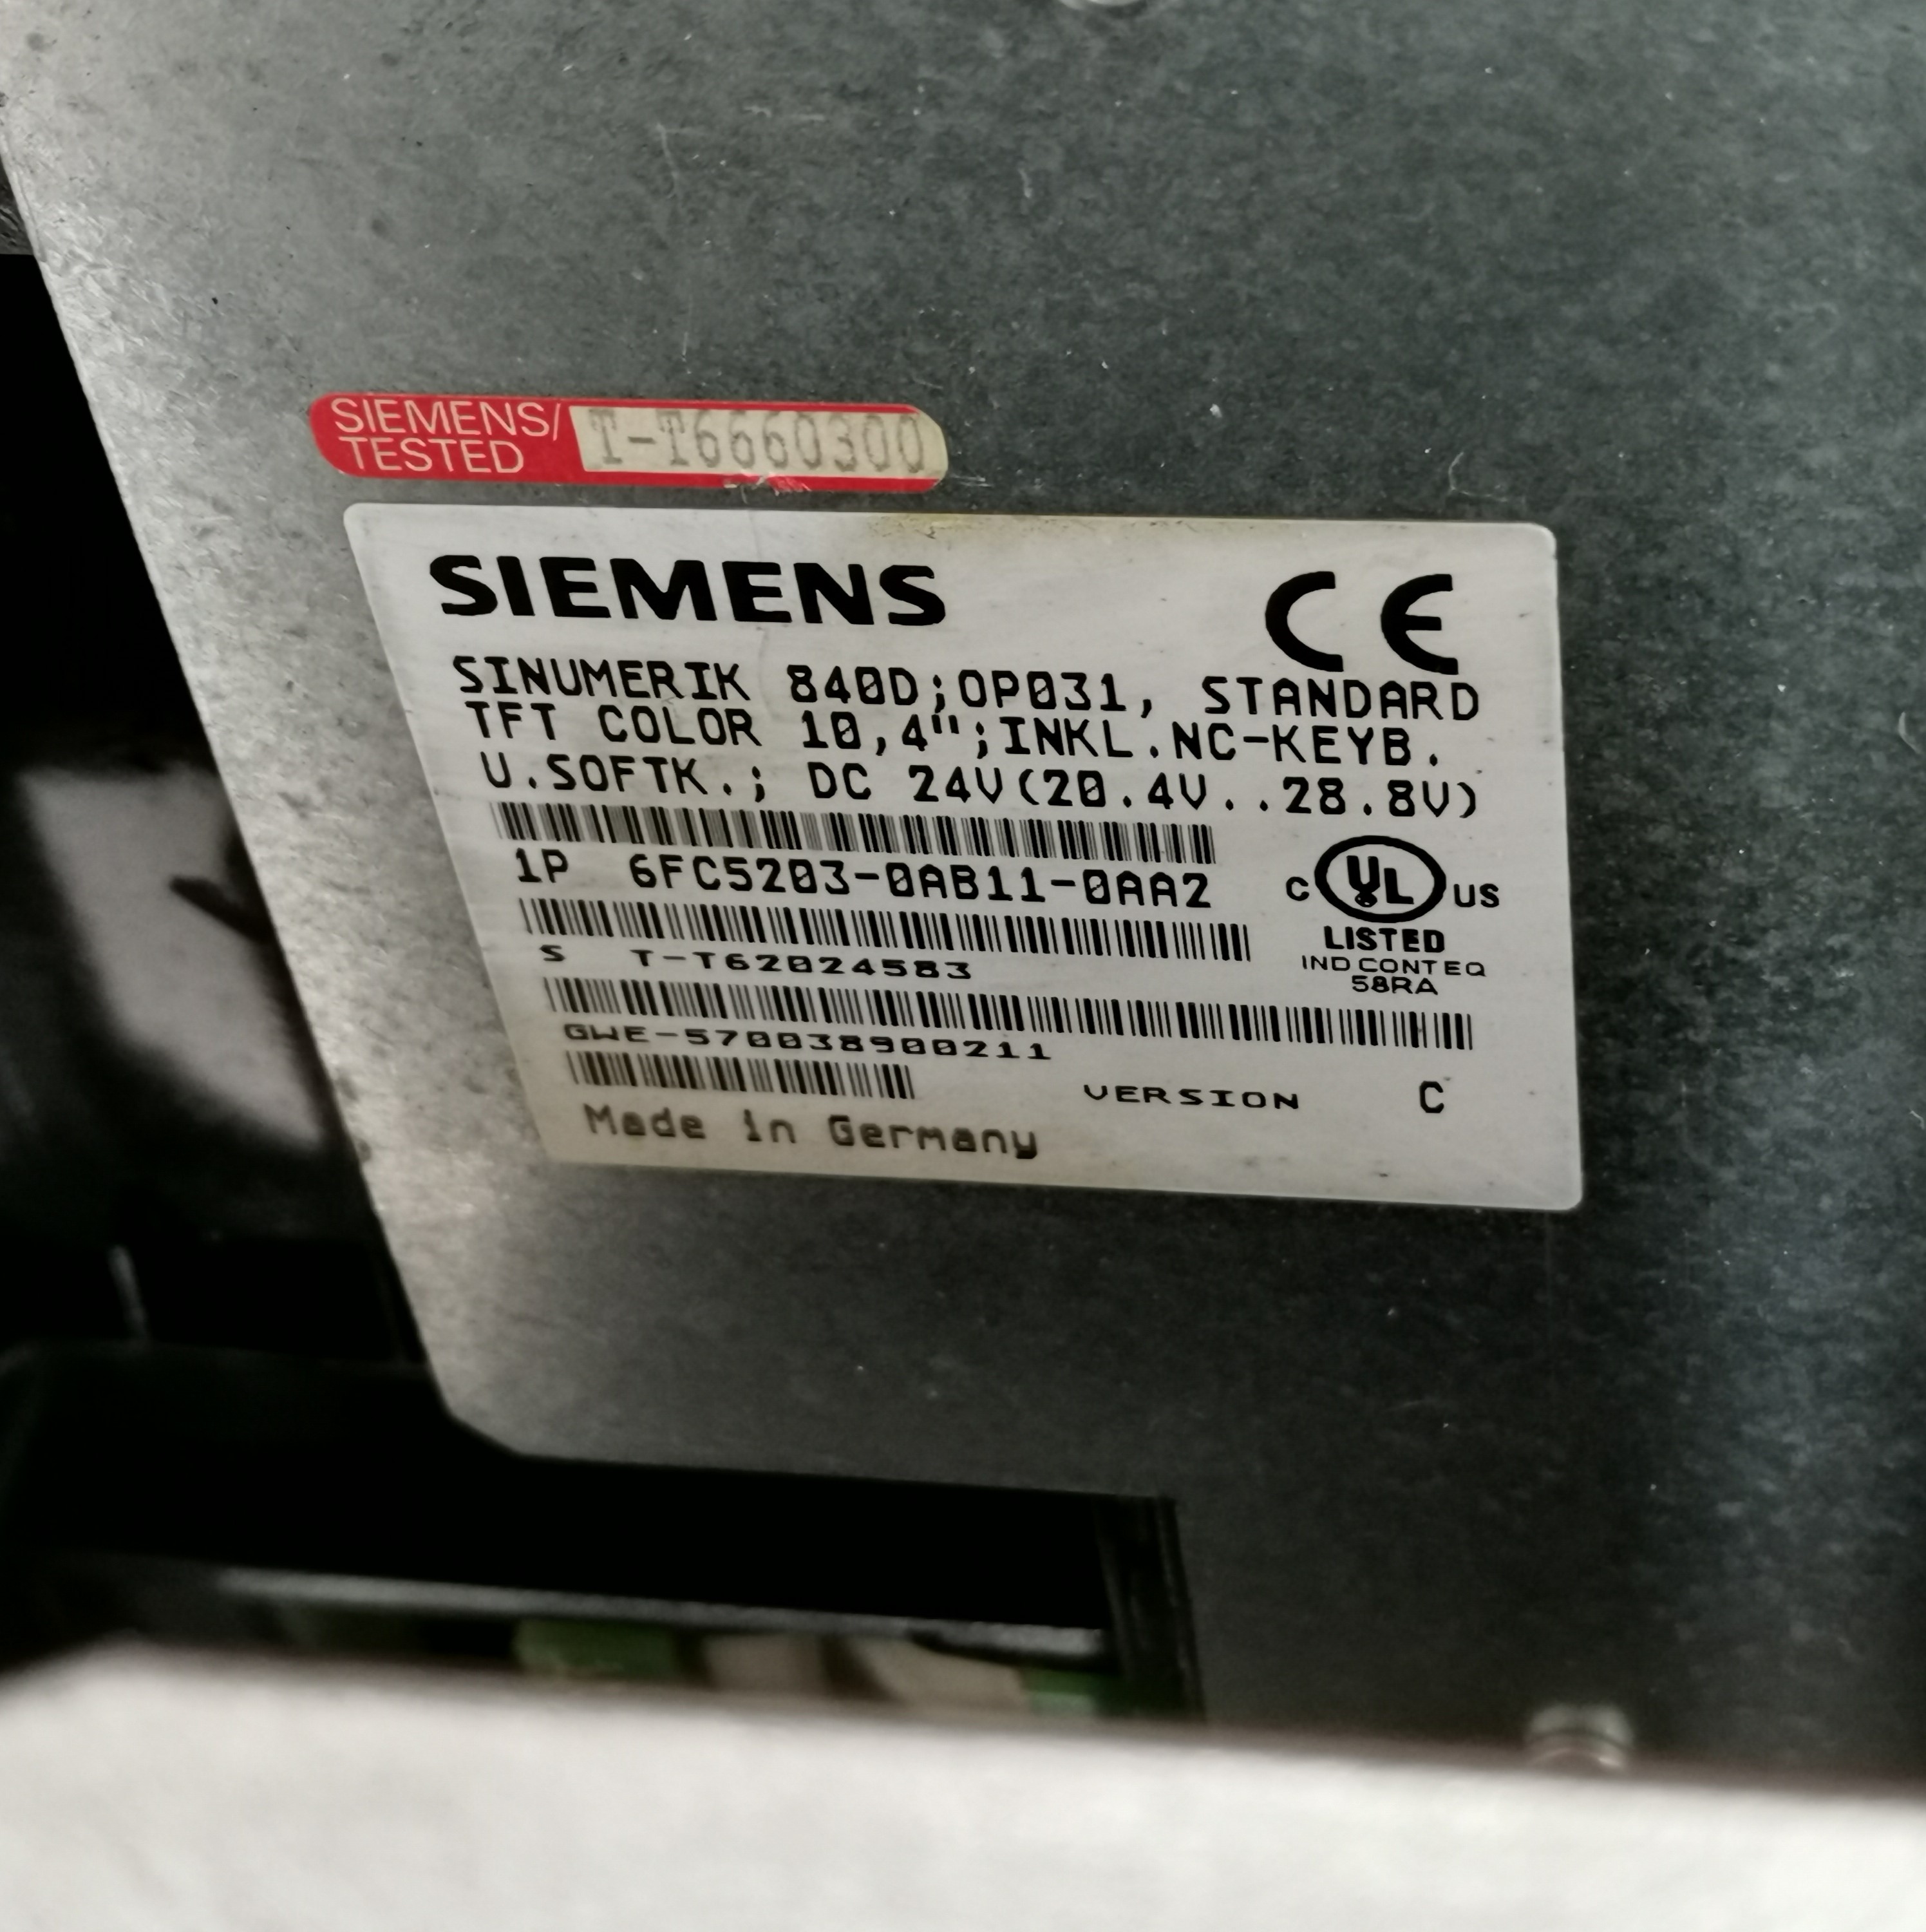 SIEMENS/
TESTED
T-T6660300
SIEMENS
CE
SINUMERIK 840D;OP031, STANDARD
TFT COLOR 10,4";INKL.NC-KEYB.
U.SOFTK.; DC 24V(20.4V..28.8V)
1P 6FC5203-0AB11-0AA2
C UL US
LISTED
IND CONT EQ
58RA
S T-T62024583
GWE-570038900211
VERSION C
Made in Germany